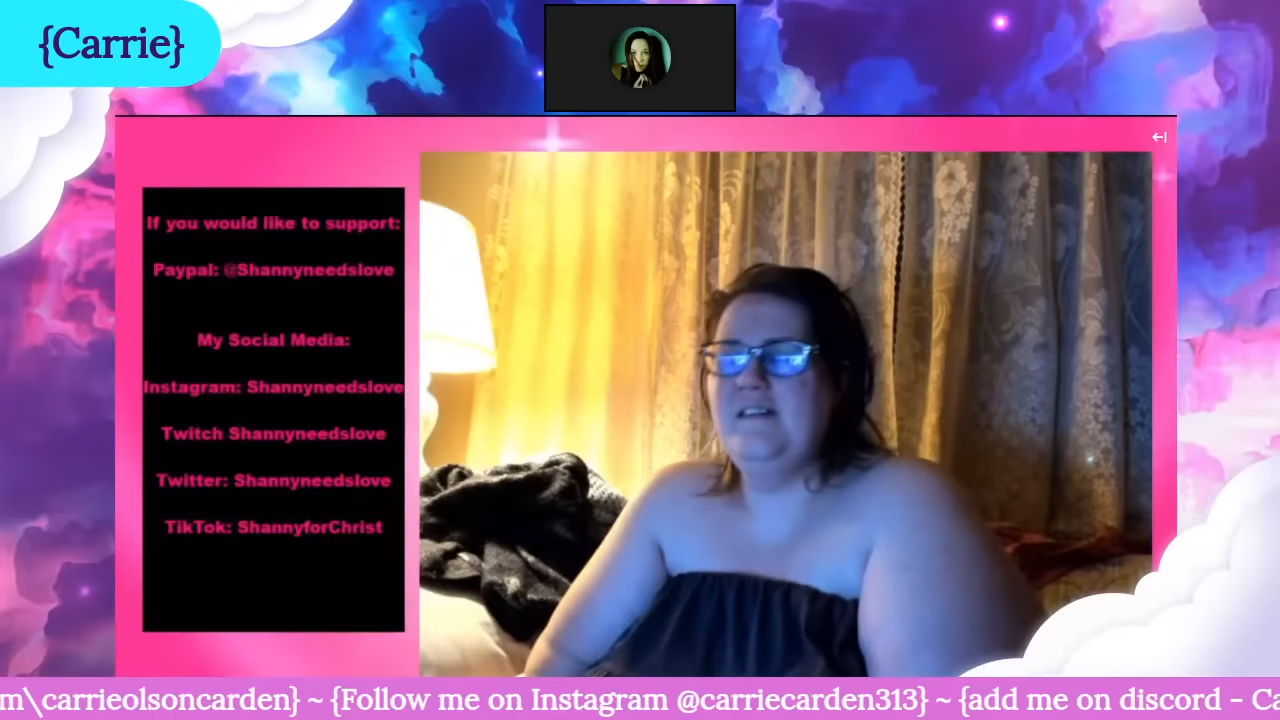 {Carrie}
If you would like to support:
Paypal: @Shannyneedslove
My Social Media:
Instagram: Shannyneedslove
Twitch Shannyneedslove
Twitter: Shannyneedslove
TikTok: ShannyforChrist
m\carrieolsoncarden} ~ {Follow me on Instagram @carriecarden313} ~ {add me on discord - Ca